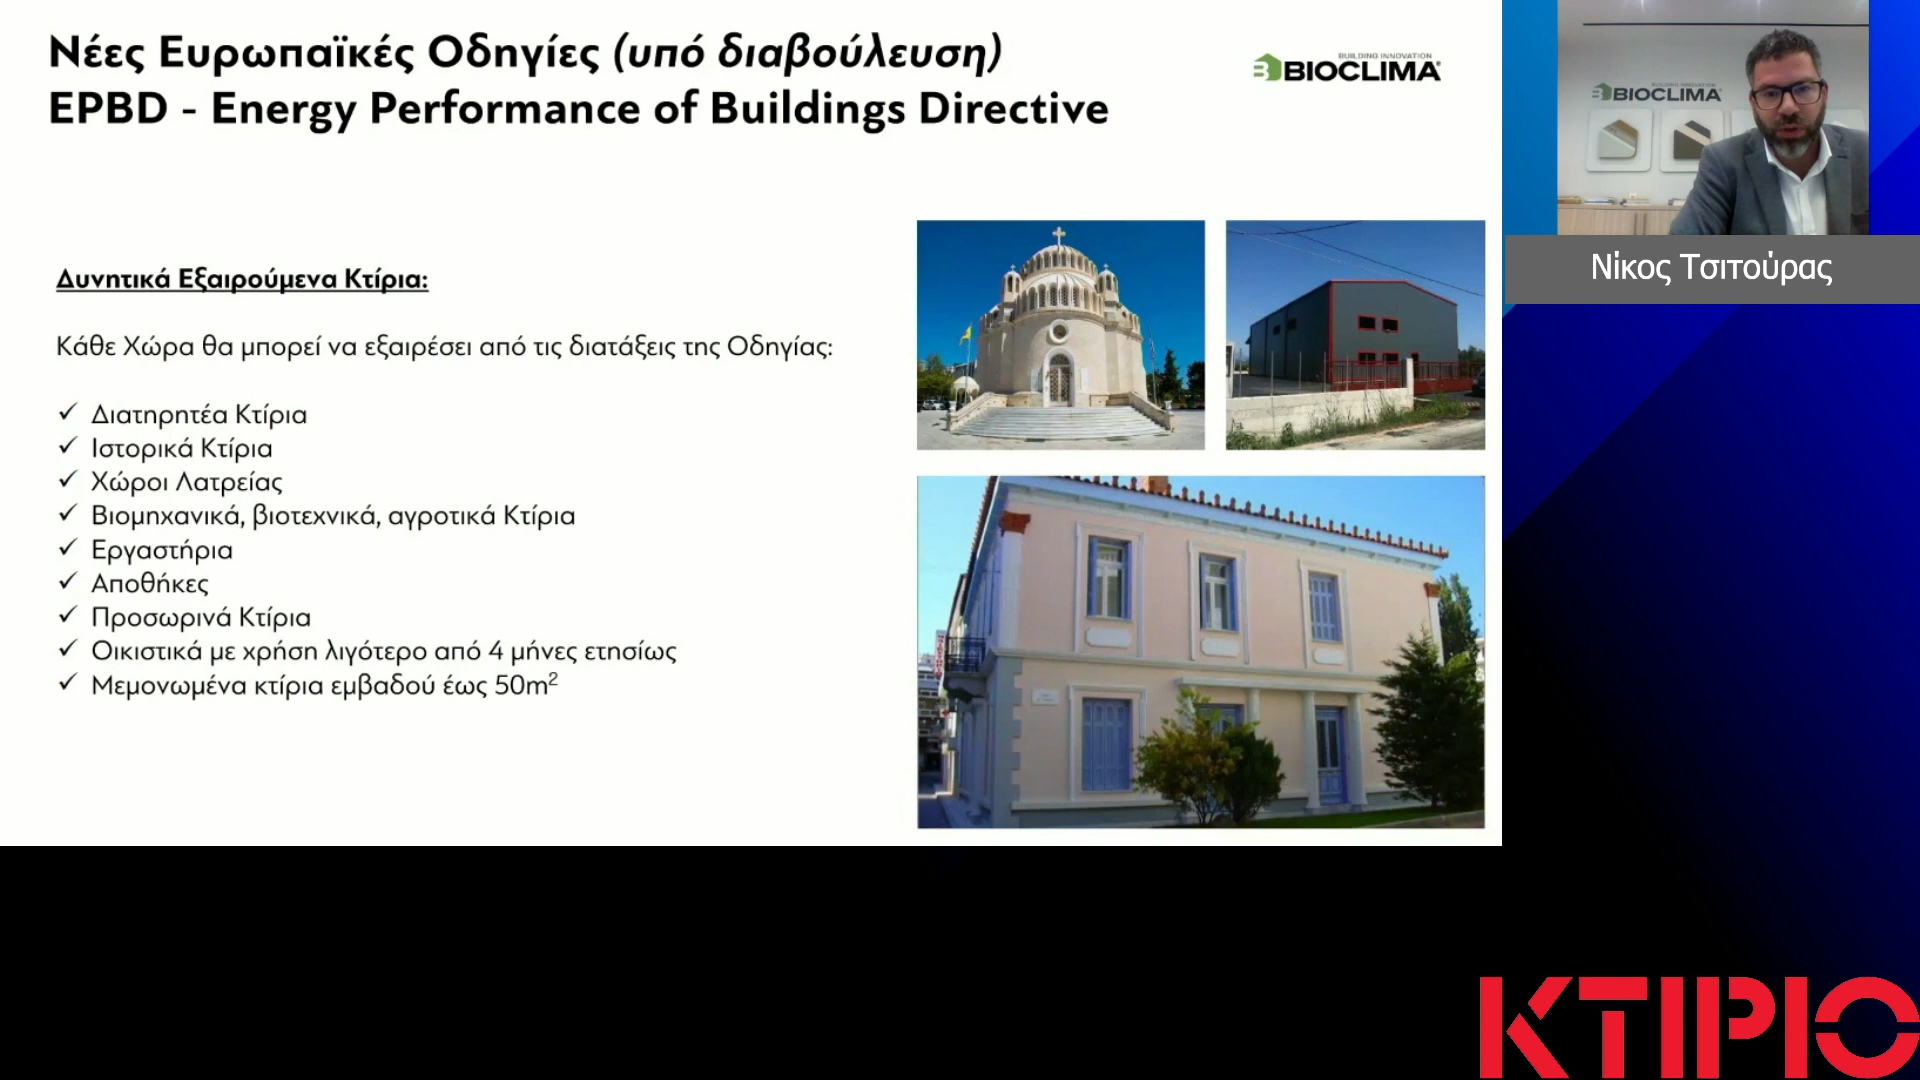 Νέες Ευρωπαϊκές Οδηγίες (υπό διαβούλευση)
EPBD - Energy Performance of Buildings Directive
BUILDING INNOVATION
BIOCLIMA
Δυνητικά Εξαιρούμενα Κτίρια:
Κάθε Χώρα θα μπορεί να εξαιρέσει από τις διατάξεις της Οδηγίας:
✓ Διατηρητέα Κτίρια
✓ Ιστορικά Κτίρια
✓ Χώροι Λατρείας
✓ Βιομηχανικά, βιοτεχνικά, αγροτικά Κτίρια
✓ Εργαστήρια
✓ Αποθήκες
✓ Προσωρινά Κτίρια
✓ Οικιστικά με χρήση λιγότερο από 4 μήνες ετησίως
✓ Μεμονωμένα κτίρια εμβαδού έως 50m²
BIOCLIMA
Νίκος Τσιτούρας
ΚΤΙΡΙΟ